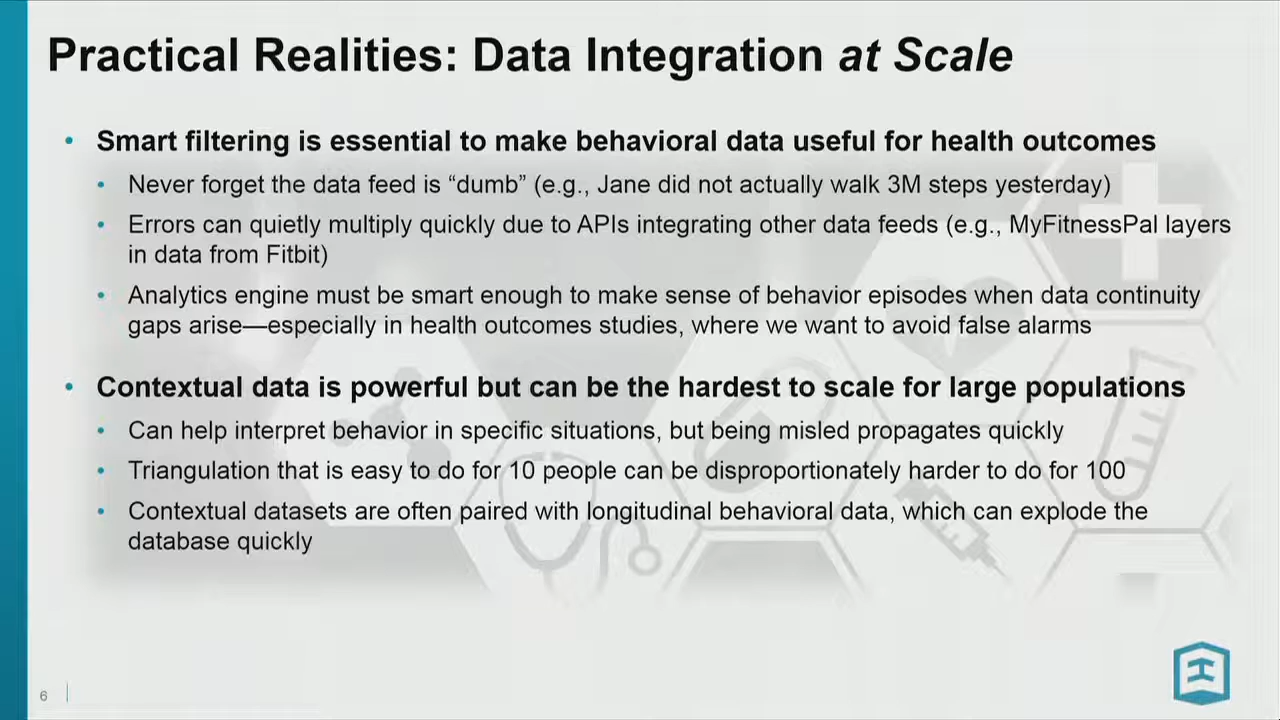 Practical Realities: Data Integration at Scale
• Smart filtering is essential to make behavioral data useful for health outcomes
• Never forget the data feed is “dumb” (e.g., Jane did not actually walk 3M steps yesterday)
• Errors can quietly multiply quickly due to APIs integrating other data feeds (e.g., MyFitnessPal layers
in data from Fitbit)
• Analytics engine must be smart enough to make sense of behavior episodes when data continuity
gaps arise—especially in health outcomes studies, where we want to avoid false alarms
• Contextual data is powerful but can be the hardest to scale for large populations
• Can help interpret behavior in specific situations, but being misled propagates quickly
• Triangulation that is easy to do for 10 people can be disproportionately harder to do for 100
• Contextual datasets are often paired with longitudinal behavioral data, which can explode the
database quickly
6